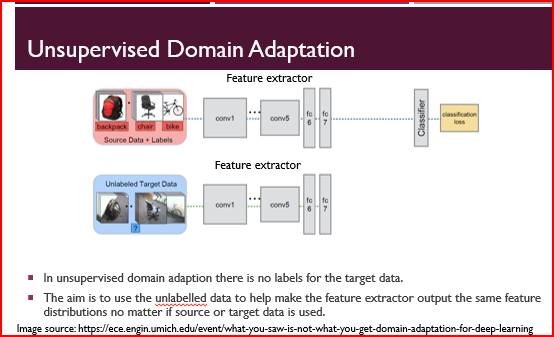 Unsupervised Domain Adaptation
Feature extractor
backpack chair bike
Source Data + Labels
conv1 ... conv5 fc 6 fc 7
Classifier
classification loss
Feature extractor
Unlabeled Target Data
?
conv1 ... conv5 fc 6 fc 7
In unsupervised domain adaption there is no labels for the target data.
The aim is to use the unlabelled data to help make the feature extractor output the same feature
distributions no matter if source or target data is used.
Image source: https://ece.engin.umich.edu/event/what-you-saw-is-not-what-you-get-domain-adaptation-for-deep-learning